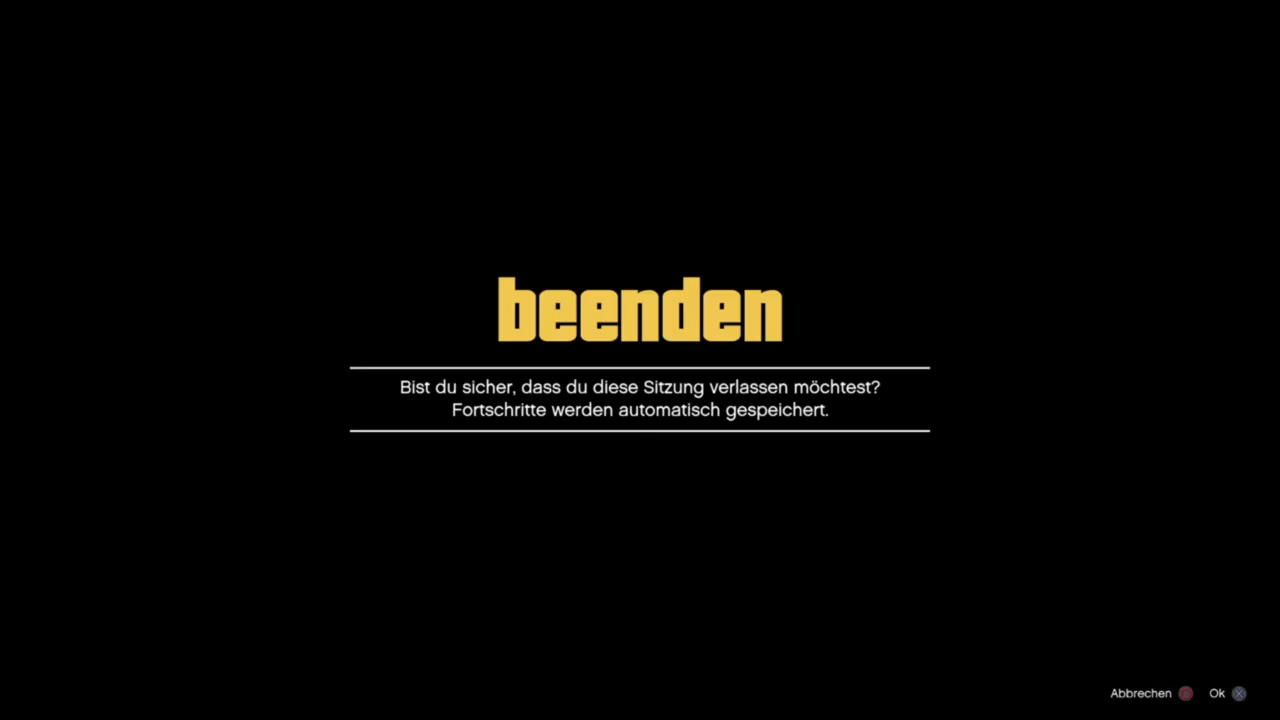 beenden
Bist du sicher, dass du diese Sitzung verlassen möchtest?
Fortschritte werden automatisch gespeichert.
Abbrechen Ok